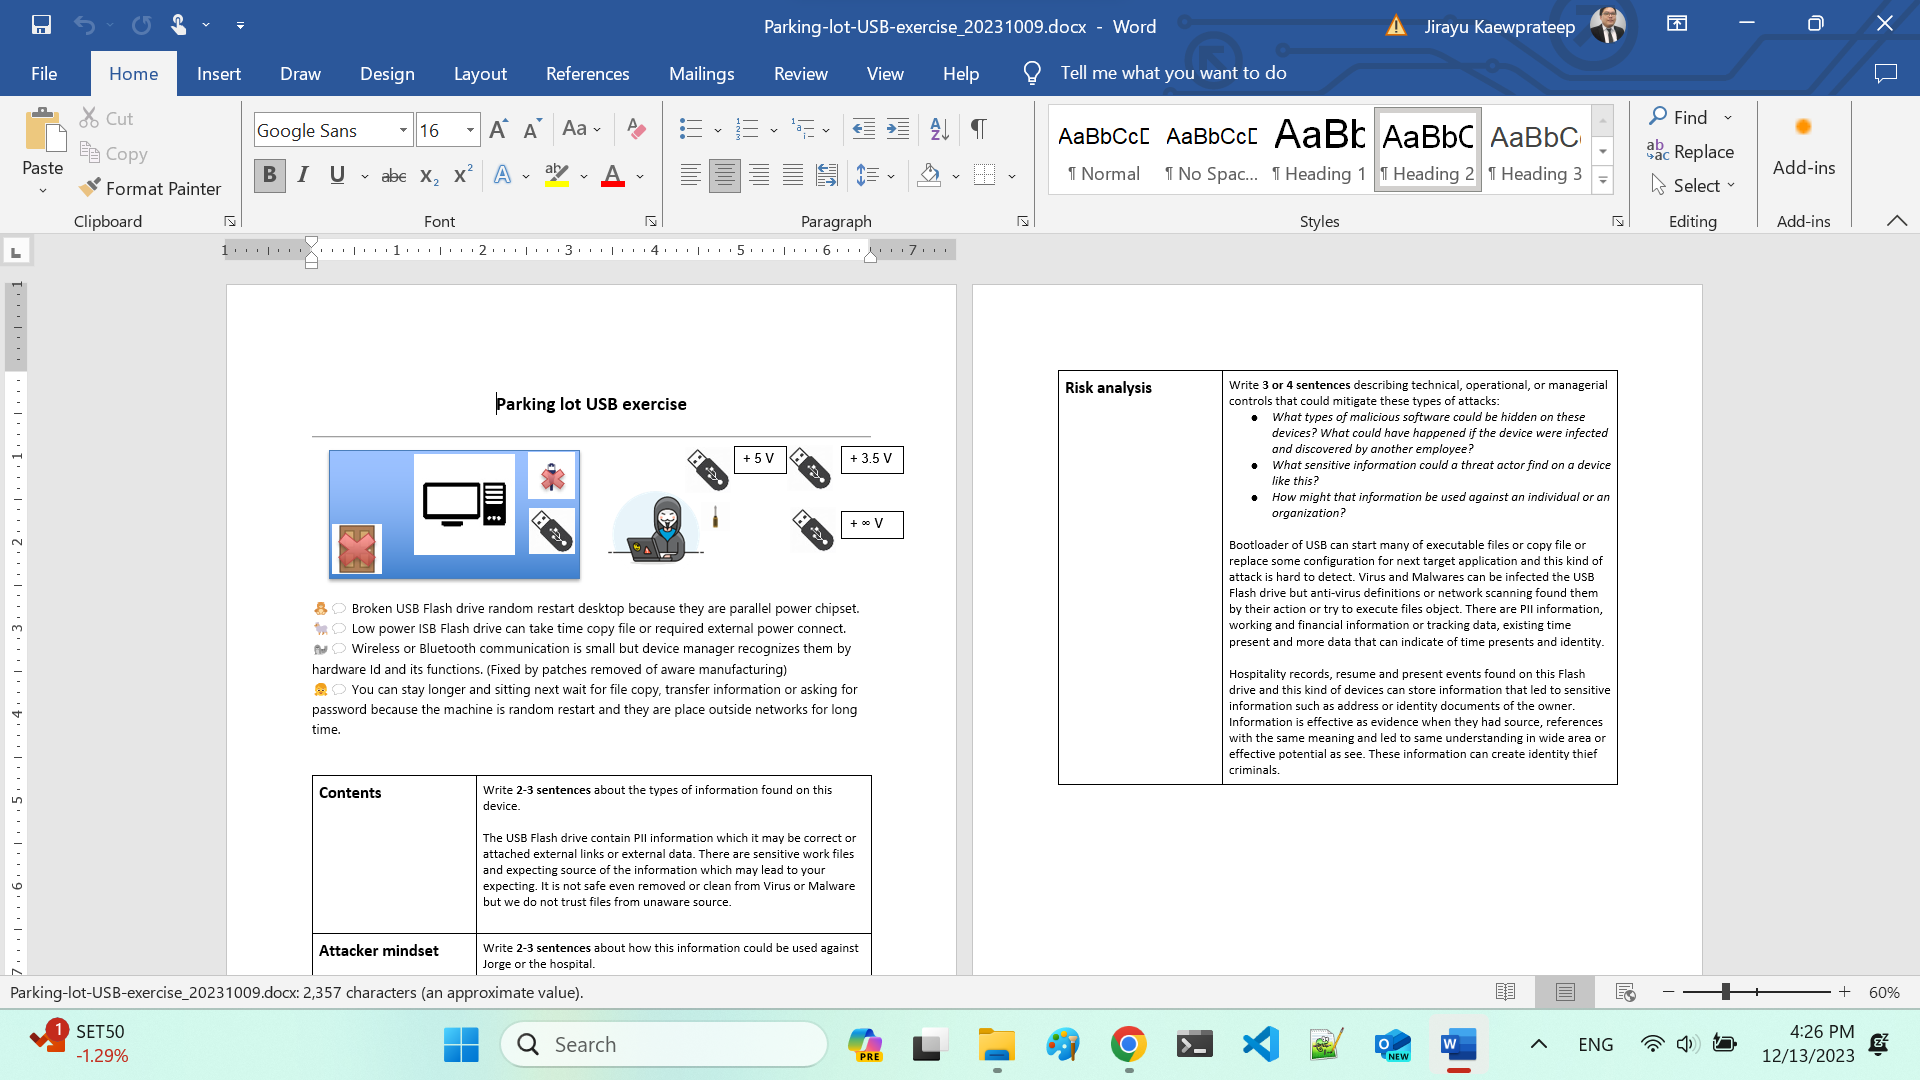 Parking-lot-USB-exercise_20231009.docx - Word
Jirayu Kaewprateep
File Home Insert Draw Design Layout References Mailings Review View Help Tell me what you want to do
Paste
Cut
Copy
Format Painter
Clipboard
Google Sans 16
Font
Paragraph
AaBbCcD AaBbCcD AaBb AaBbC AaBbC
¶ Normal ¶ No Spac... ¶ Heading 1 ¶ Heading 2 ¶ Heading 3
Styles
Find
Replace
Select
Editing
Add-ins
Add-ins
1 1 2 3 4 5 6 7
1 1 2 3 4 5 6 7
Parking lot USB exercise
+ 5 V
+ 3.5 V
+ ∞ V
Broken USB Flash drive random restart desktop because they are parallel power chipset.
Low power ISB Flash drive can take time copy file or required external power connect.
Wireless or Bluetooth communication is small but device manager recognizes them by
hardware Id and its functions. (Fixed by patches removed of aware manufacturing)
You can stay longer and sitting next wait for file copy, transfer information or asking for
password because the machine is random restart and they are place outside networks for long
time.
Contents
Write 2-3 sentences about the types of information found on this
device.
The USB Flash drive contain PII information which it may be correct or
attached external links or external data. There are sensitive work files
and expecting source of the information which may lead to your
expecting. It is not safe even removed or clean from Virus or Malware
but we do not trust files from unaware source.
Attacker mindset
Write 2-3 sentences about how this information could be used against
Jorge or the hospital.
Risk analysis
Write 3 or 4 sentences describing technical, operational, or managerial
controls that could mitigate these types of attacks:
● What types of malicious software could be hidden on these
devices? What could have happened if the device were infected
and discovered by another employee?
● What sensitive information could a threat actor find on a device
like this?
● How might that information be used against an individual or an
organization?
Bootloader of USB can start many of executable files or copy file or
replace some configuration for next target application and this kind of
attack is hard to detect. Virus and Malwares can be infected the USB
Flash drive but anti-virus definitions or network scanning found them
by their action or try to execute files object. There are PII information,
working and financial information or tracking data, existing time
present and more data that can indicate of time presents and identity.
Hospitality records, resume and present events found on this Flash
drive and this kind of devices can store information that led to sensitive
information such as address or identity documents of the owner.
Information is effective as evidence when they had source, references
with the same meaning and led to same understanding in wide area or
effective potential as see. These information can create identity thief
criminals.
Parking-lot-USB-exercise_20231009.docx: 2,357 characters (an approximate value).
60%
1
SET50
-1.29%
Search
PRE
NEW
ENG
4:26 PM
12/13/2023